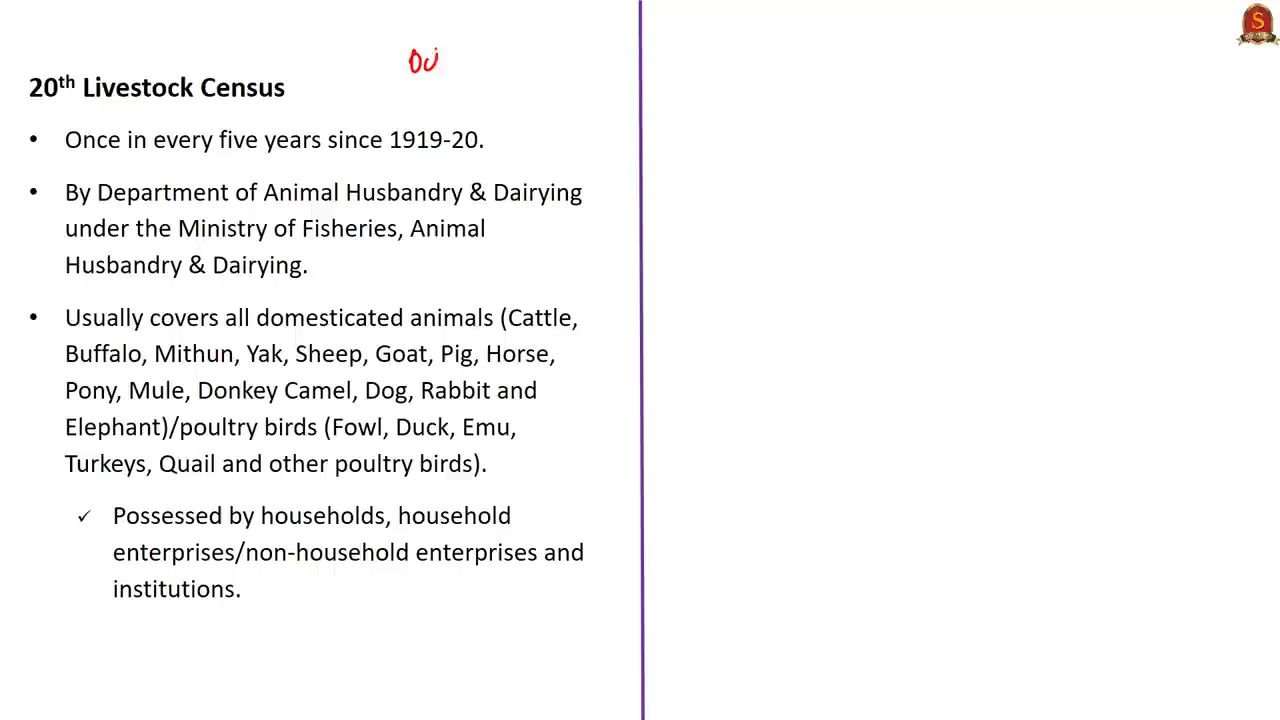 20th Livestock Census
• Once in every five years since 1919-20.
• By Department of Animal Husbandry & Dairying
under the Ministry of Fisheries, Animal
Husbandry & Dairying.
• Usually covers all domesticated animals (Cattle,
Buffalo, Mithun, Yak, Sheep, Goat, Pig, Horse,
Pony, Mule, Donkey Camel, Dog, Rabbit and
Elephant)/poultry birds (Fowl, Duck, Emu,
Turkeys, Quail and other poultry birds).
✓ Possessed by households, household
enterprises/non-household enterprises and
institutions.